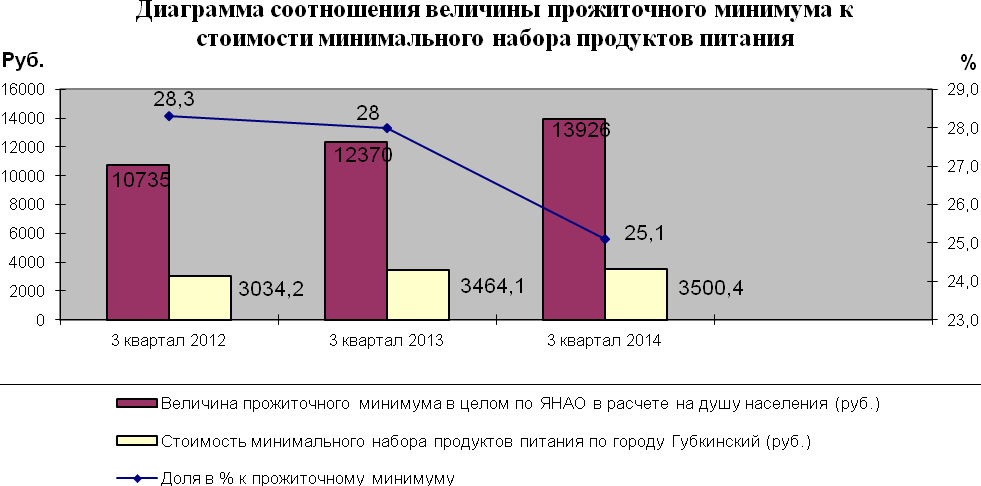 Диаграмма соотношения величины прожиточного минимума к
стоимости минимального набора продуктов питания
Руб.
%
16000
14000
12000
10000
8000
6000
4000
2000
0
29,0
28,0
27,0
26,0
25,0
24,0
23,0
28,3
28
25,1
10735
12370
13926
3034,2
3464,1
3500,4
3 квартал 2012
3 квартал 2013
3 квартал 2014
Величина прожиточного минимума в целом по ЯНАО в расчете на душу населения (руб.)
Стоимость минимального набора продуктов питания по городу Губкинский (руб.)
Доля в % к прожиточному минимуму